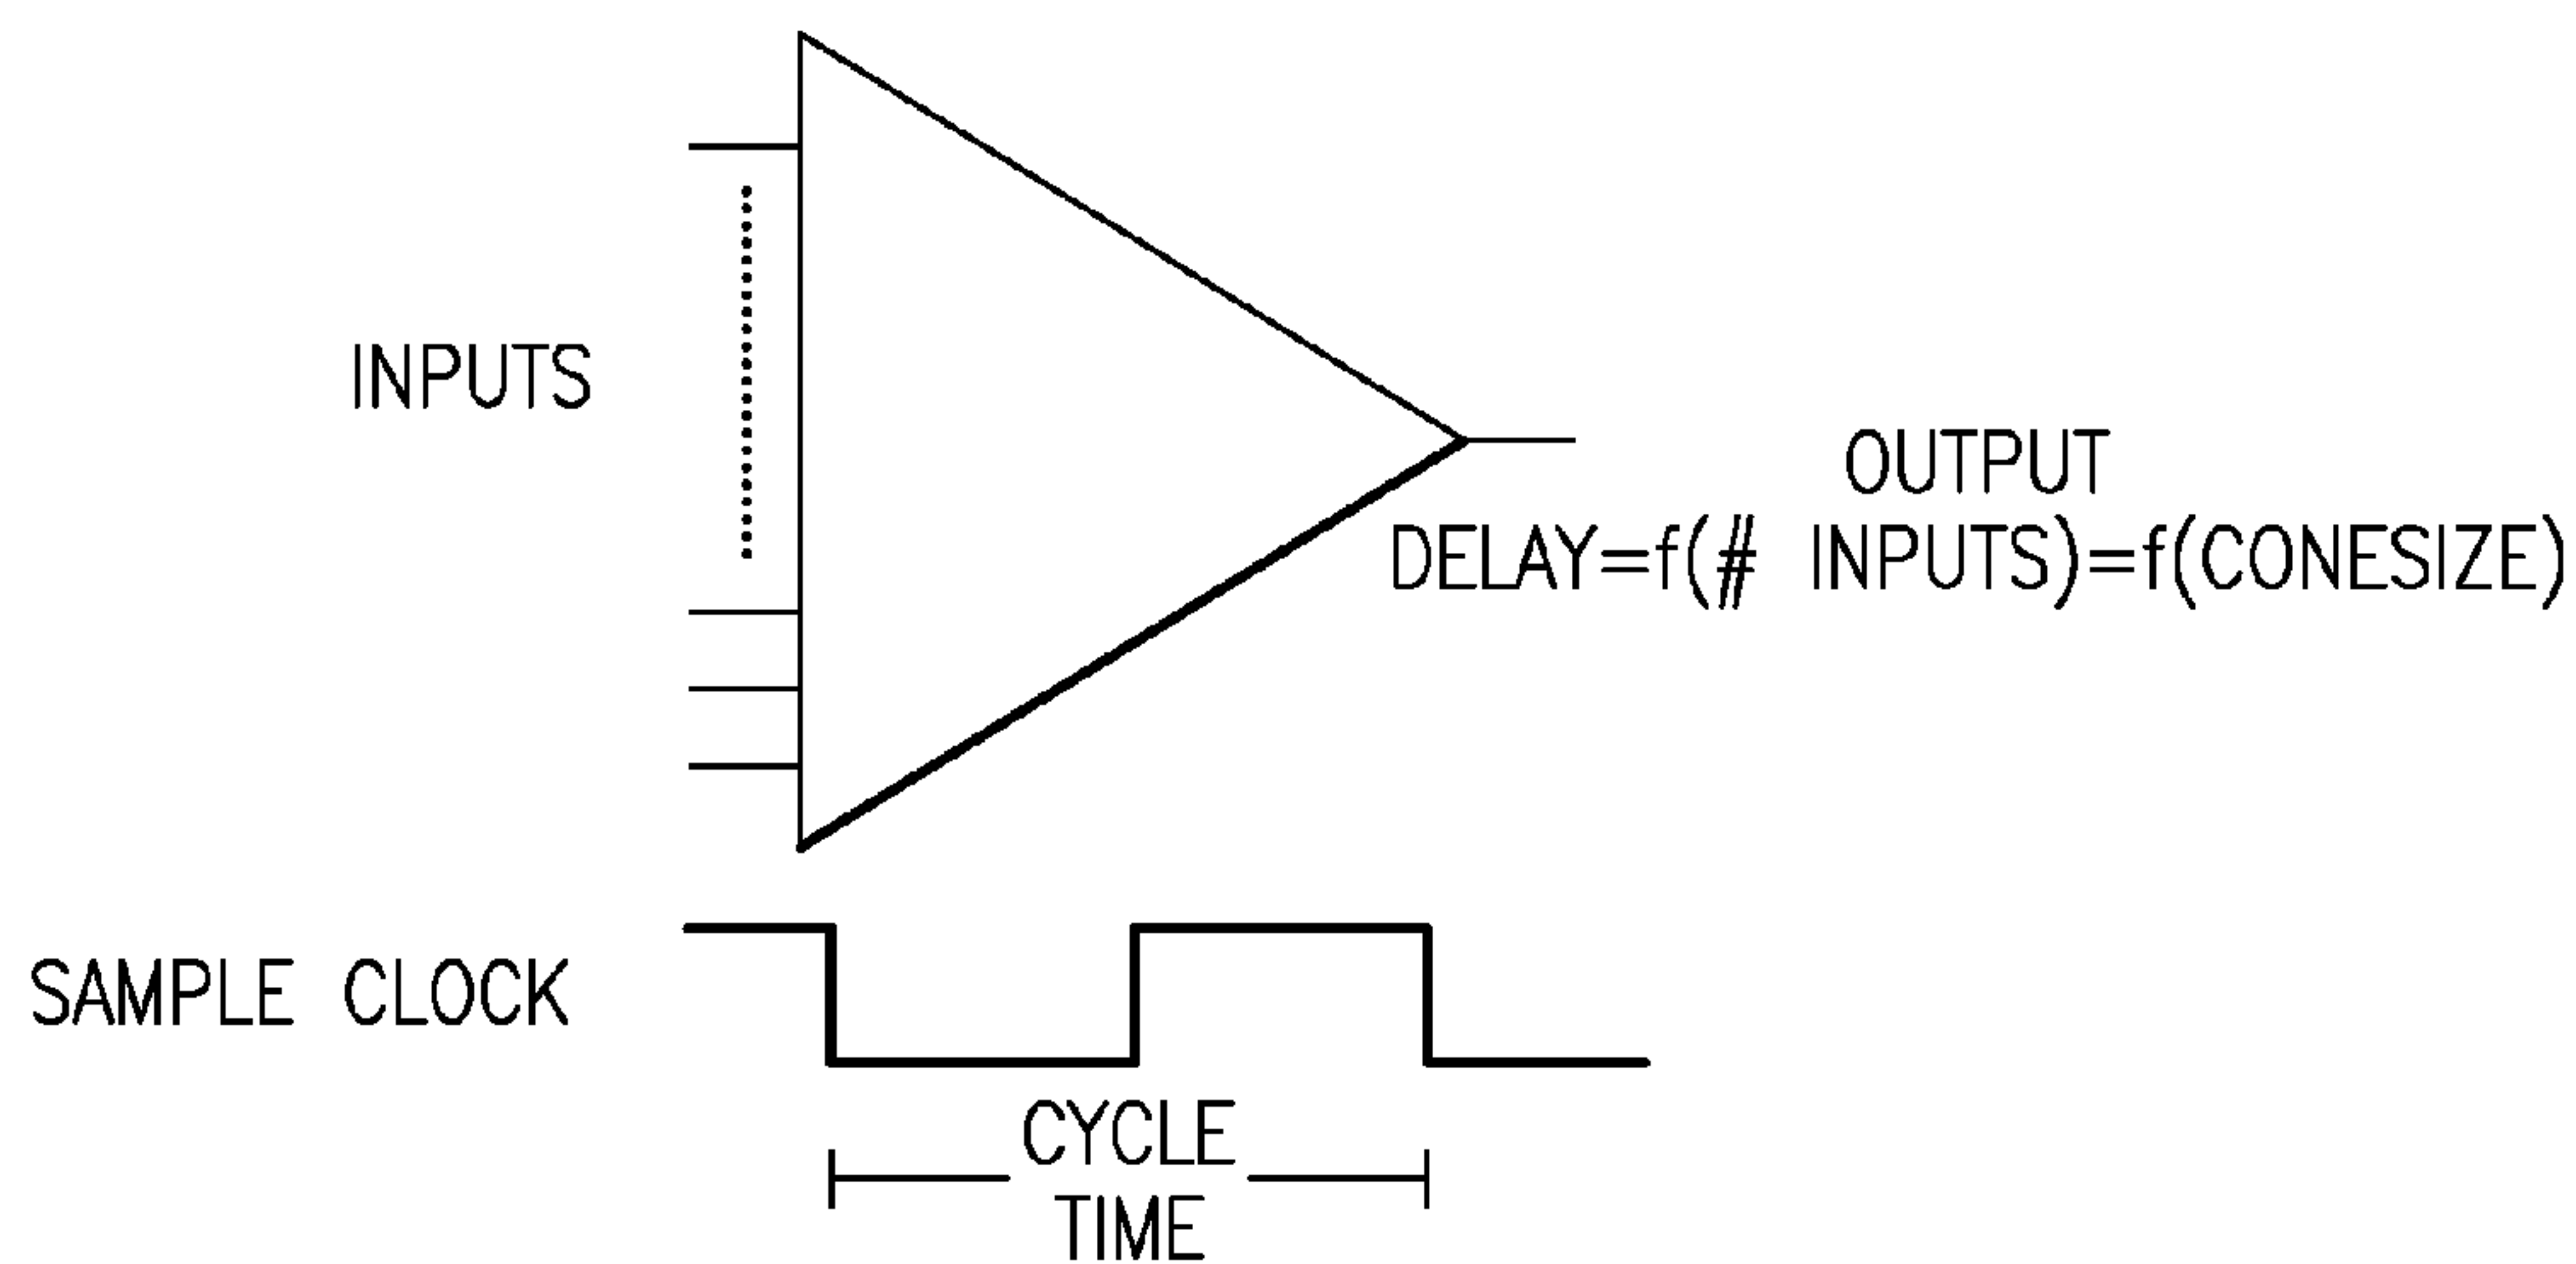 INPUTS
OUTPUT
DELAY=f(# INPUTS)=f(CONESIZE)
SAMPLE CLOCK
CYCLE
TIME